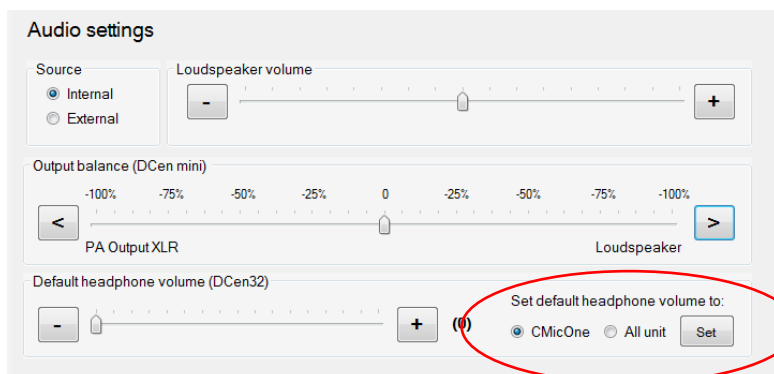 Audio settings
Source
Internal
External
Loudspeaker volume
-
+
Output balance (DCen mini)
-100% -75% -50% -25% 0 -25% -50% -75% -100%
< >
PA Output XLR Loudspeaker
Default headphone volume (DCen32)
- + (0)
Set default headphone volume to:
CMicOne All unit Set